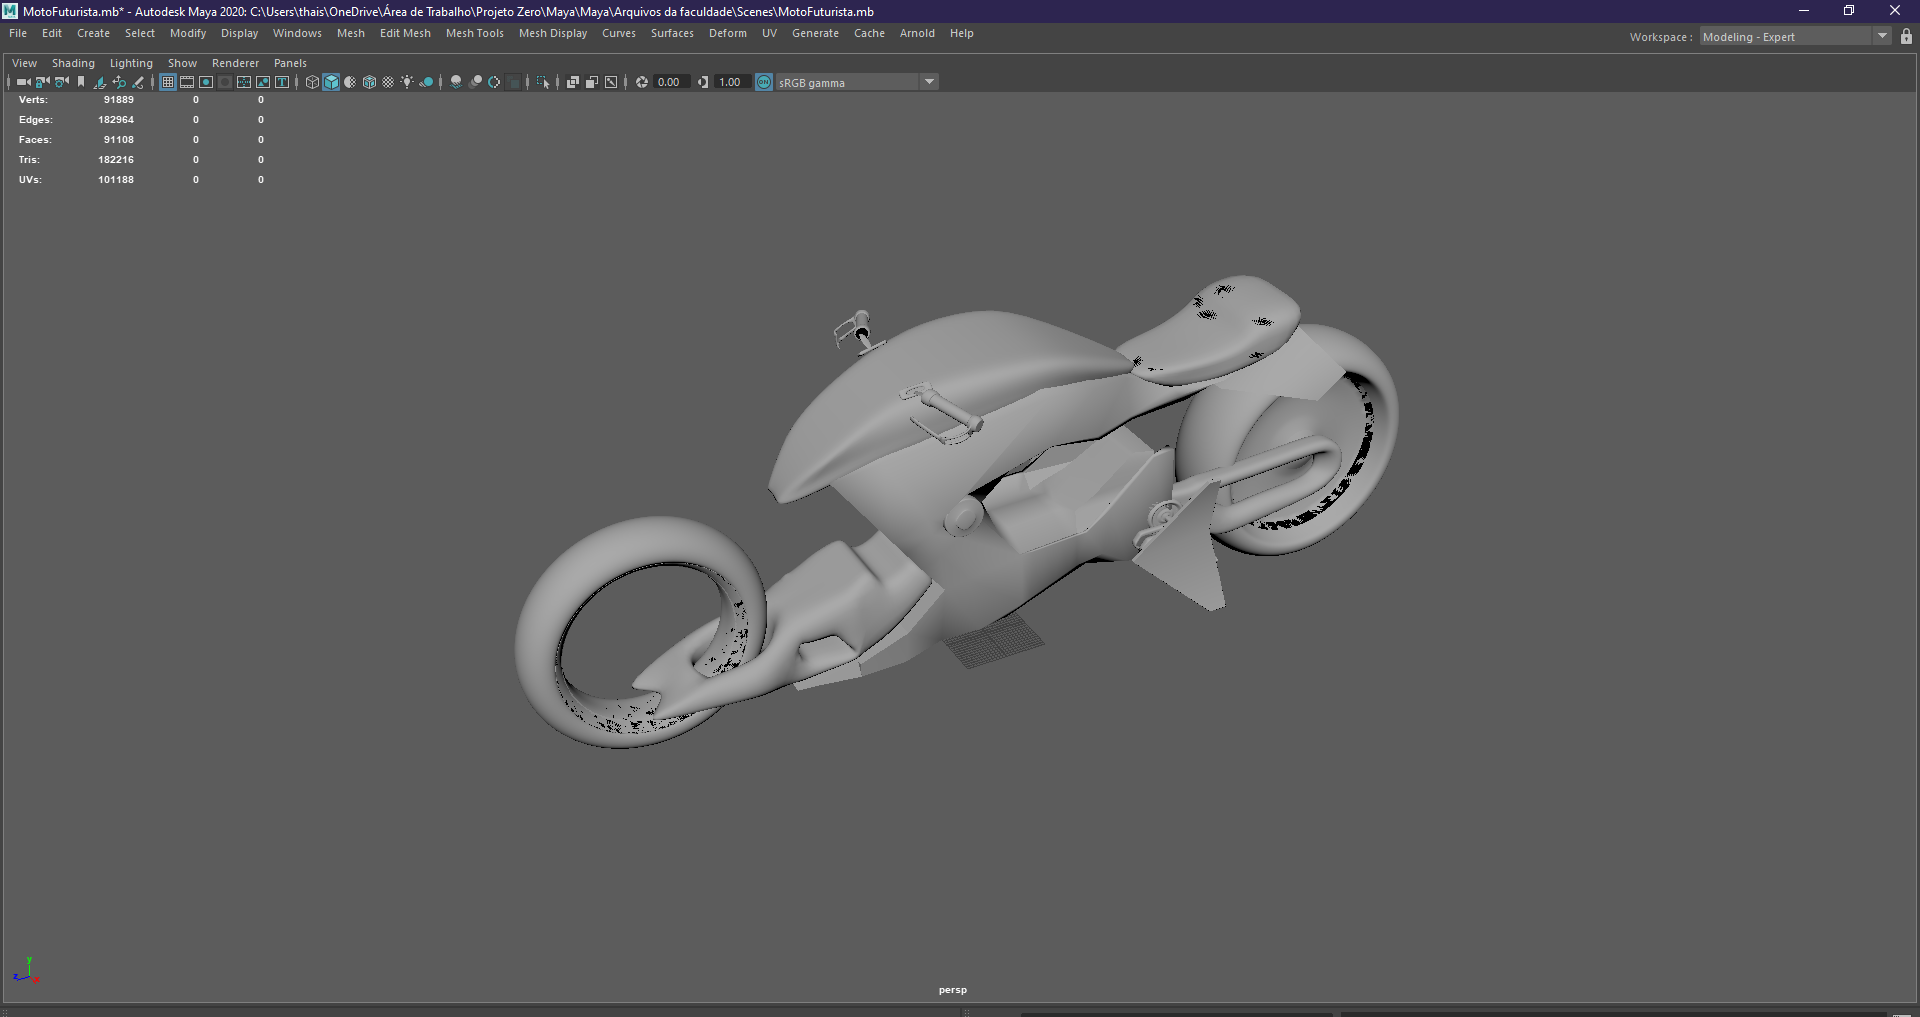 MotoFuturista.mb* - Autodesk Maya 2020: C:\Users\thais\OneDrive\Área de Trabalho\Projeto Zero\Maya\Maya\Arquivos da faculdade\Scenes\MotoFuturista.mb
File Edit Create Select Modify Display Windows Mesh Edit Mesh Mesh Tools Mesh Display Curves Surfaces Deform UV Generate Cache Arnold Help
Workspace : Modeling - Expert
View Shading Lighting Show Renderer Panels
0.00 1.00 ON sRGB gamma
Verts: 91889 0 0
Edges: 182964 0 0
Faces: 91108 0 0
Tris: 182216 0 0
UVs: 101188 0 0
y
z x
persp